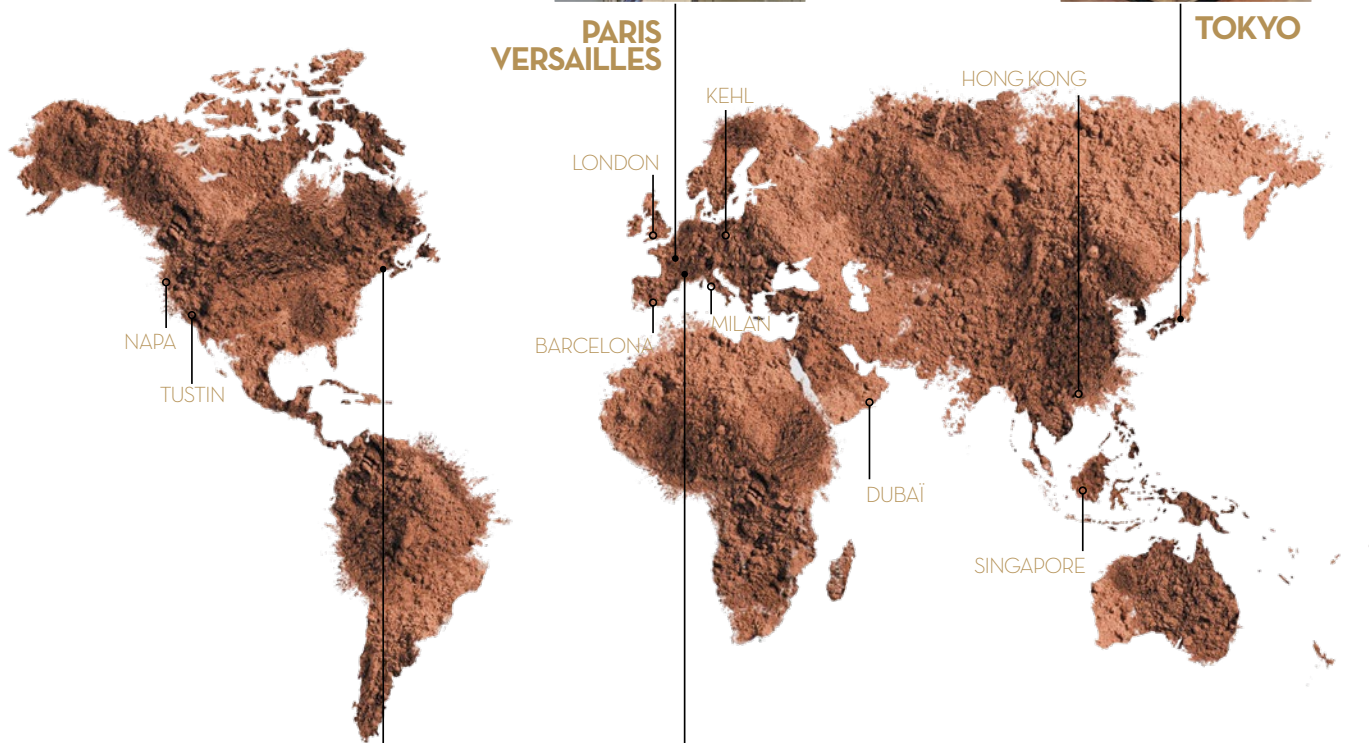 PARIS
VERSAILLES
TOKYO
HONG KONG
KEHL
LONDON
NAPA
MILAN
BARCELONA
TUSTIN
DUBAÏ
SINGAPORE